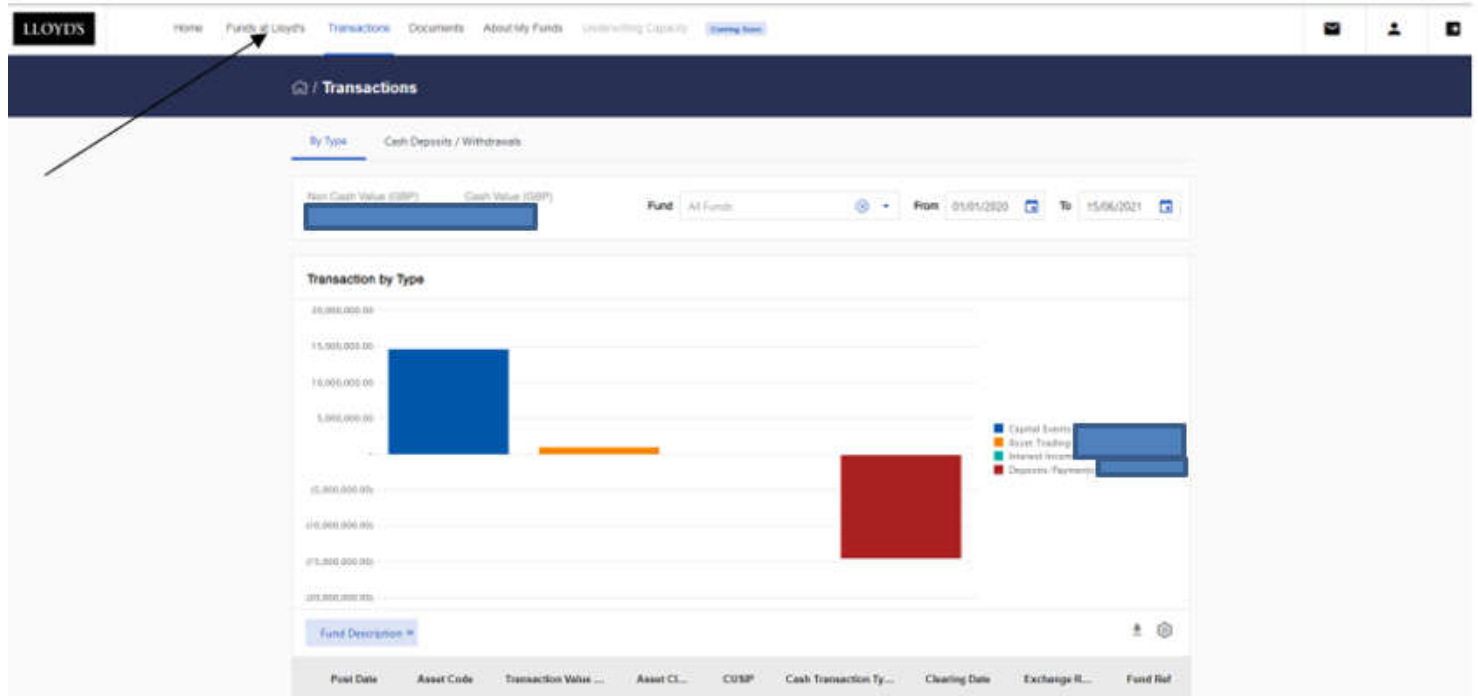 LLOYD'S
Home Funds at Lloyd's Transactions Documents About My Funds Underwriting Capacity Coming Soon
/ Transactions
By Type Cash Deposits / Withdrawals
Non Cash Value (GBP) Cash Value (GBP)
Fund All Funds From 01/01/2020 To 15/06/2021
Transaction by Type
20,000,000.00
15,000,000.00
10,000,000.00
5,000,000.00
-
(5,000,000.00)
(10,000,000.00)
(15,000,000.00)
(20,000,000.00)
Capital Events
Asset Trading
Interest Income
Deposits/Payments
Fund Description
Post Date Asset Code Transaction Value ... Asset Cl... CUSIP Cash Transaction Ty... Clearing Date Exchange R... Fund Ref